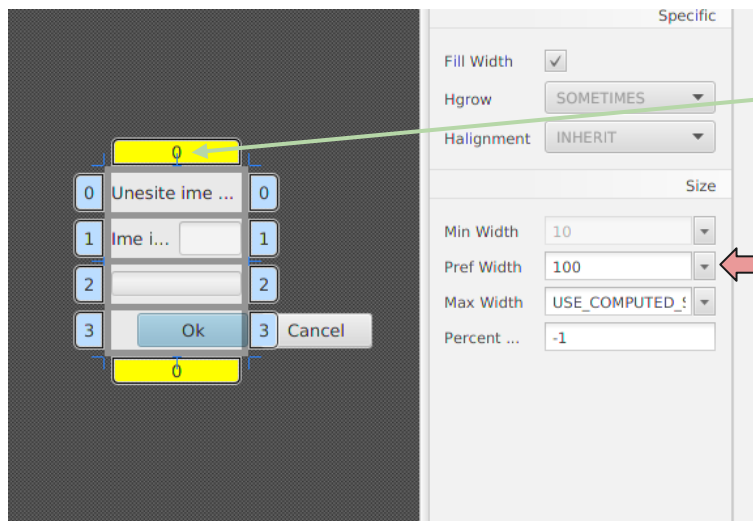 Specific
Fill Width
Hgrow SOMETIMES
Halignment INHERIT
Size
Min Width 10
Pref Width 100
Max Width USE_COMPUTED_S
Percent ... -1
0
0 Unesite ime ... 0
1 Ime i... 1
2 2
3 Ok 3 Cancel
0